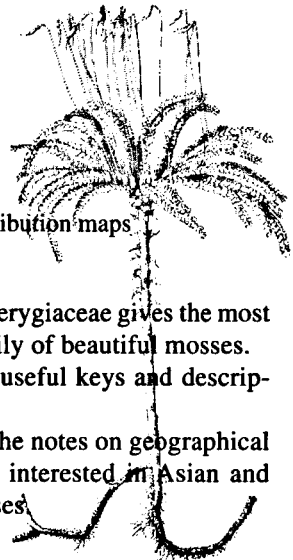 ibution maps
erygiaceae gives the most
ily of beautiful mosses.
useful keys and descrip-
he notes on geographical
interested in Asian and
ses